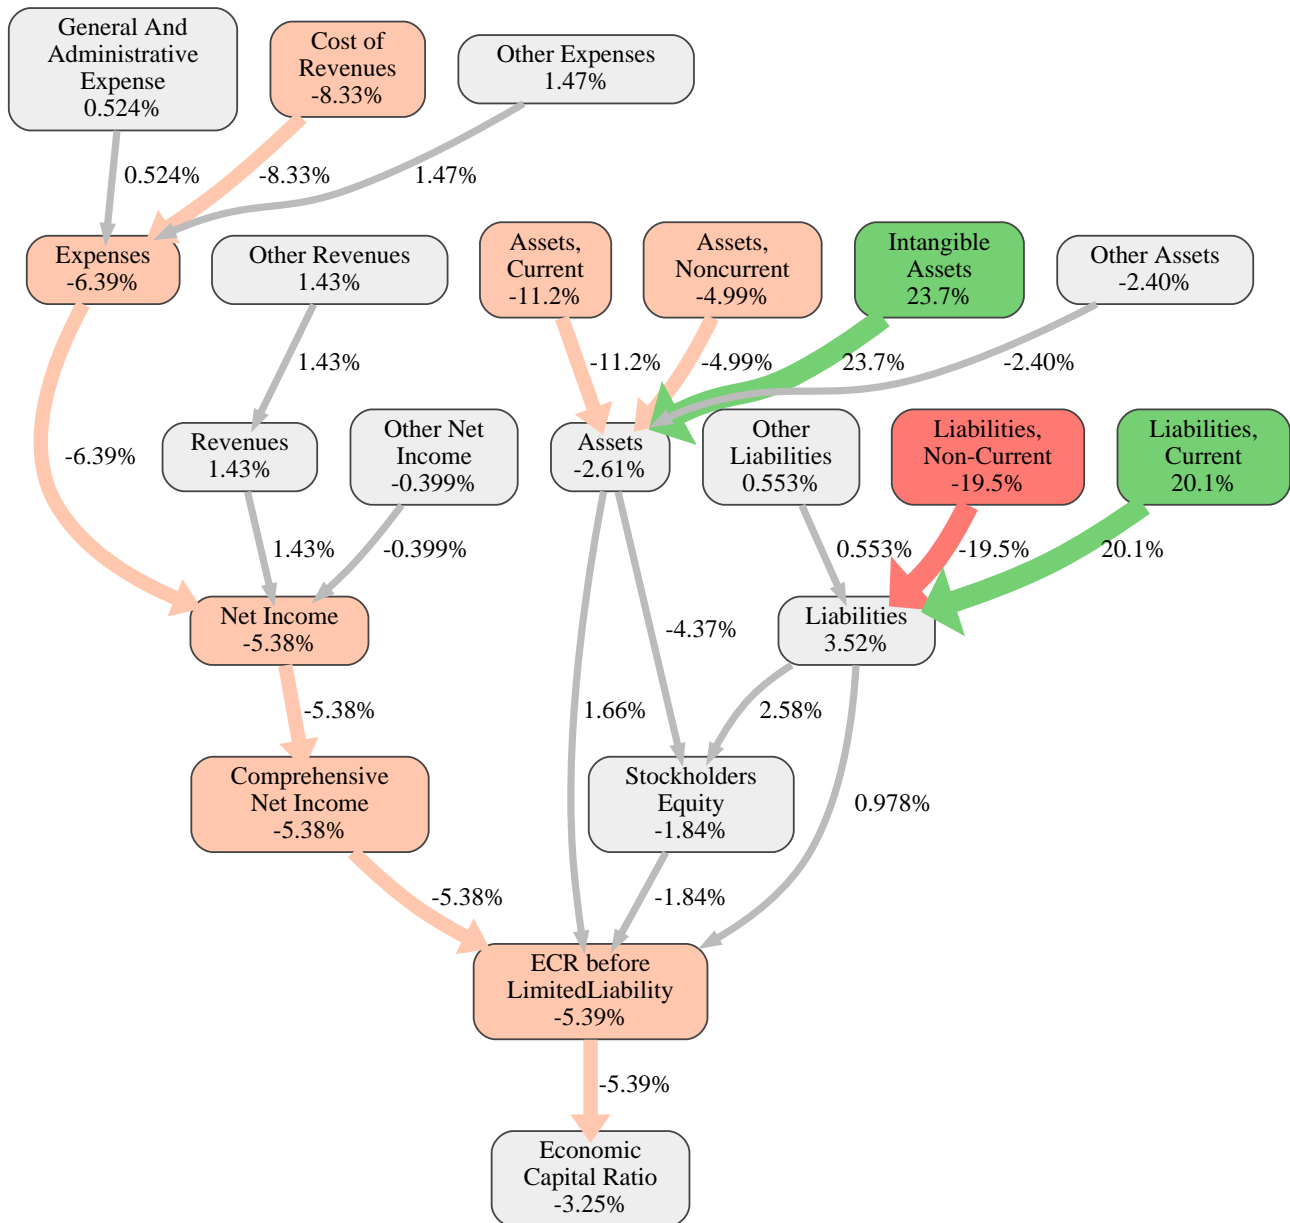 General And
Administrative
Expense
0.524%
Cost of
Revenues
-8.33%
Other Expenses
1.47%
0.524%
-8.33%
1.47%
Expenses
-6.39%
Other Revenues
1.43%
Assets,
Current
-11.2%
Assets,
Noncurrent
-4.99%
Intangible
Assets
23.7%
Other Assets
-2.40%
1.43%
-11.2%
-4.99%
23.7%
-2.40%
-6.39%
Revenues
1.43%
Other Net
Income
-0.399%
Assets
-2.61%
Other
Liabilities
0.553%
Liabilities,
Non-Current
-19.5%
Liabilities,
Current
20.1%
1.43%
-0.399%
0.553%
-19.5%
20.1%
Net Income
-5.38%
-4.37%
Liabilities
3.52%
-5.38%
1.66%
2.58%
Comprehensive
Net Income
-5.38%
Stockholders
Equity
-1.84%
0.978%
-5.38%
-1.84%
ECR before
LimitedLiability
-5.39%
-5.39%
Economic
Capital Ratio
-3.25%